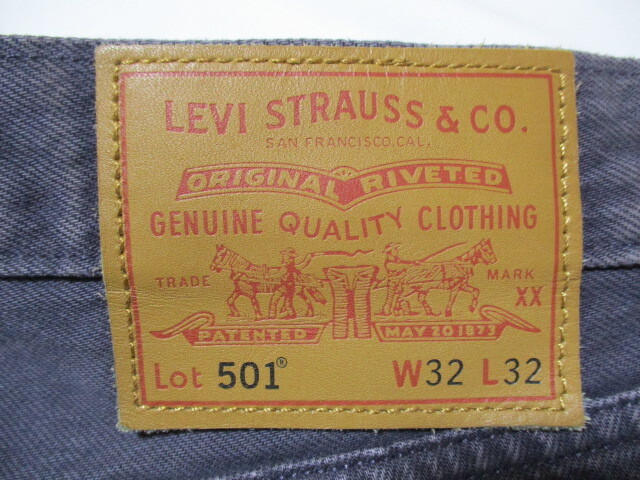 LEVI STRAUSS & CO.
SAN FRANCISCO, CAL.
ORIGINAL RIVETED
GENUINE QUALITY CLOTHING
TRADE MARK
XX
PATENTED MAY 20 1873
Lot 501® W32 L32